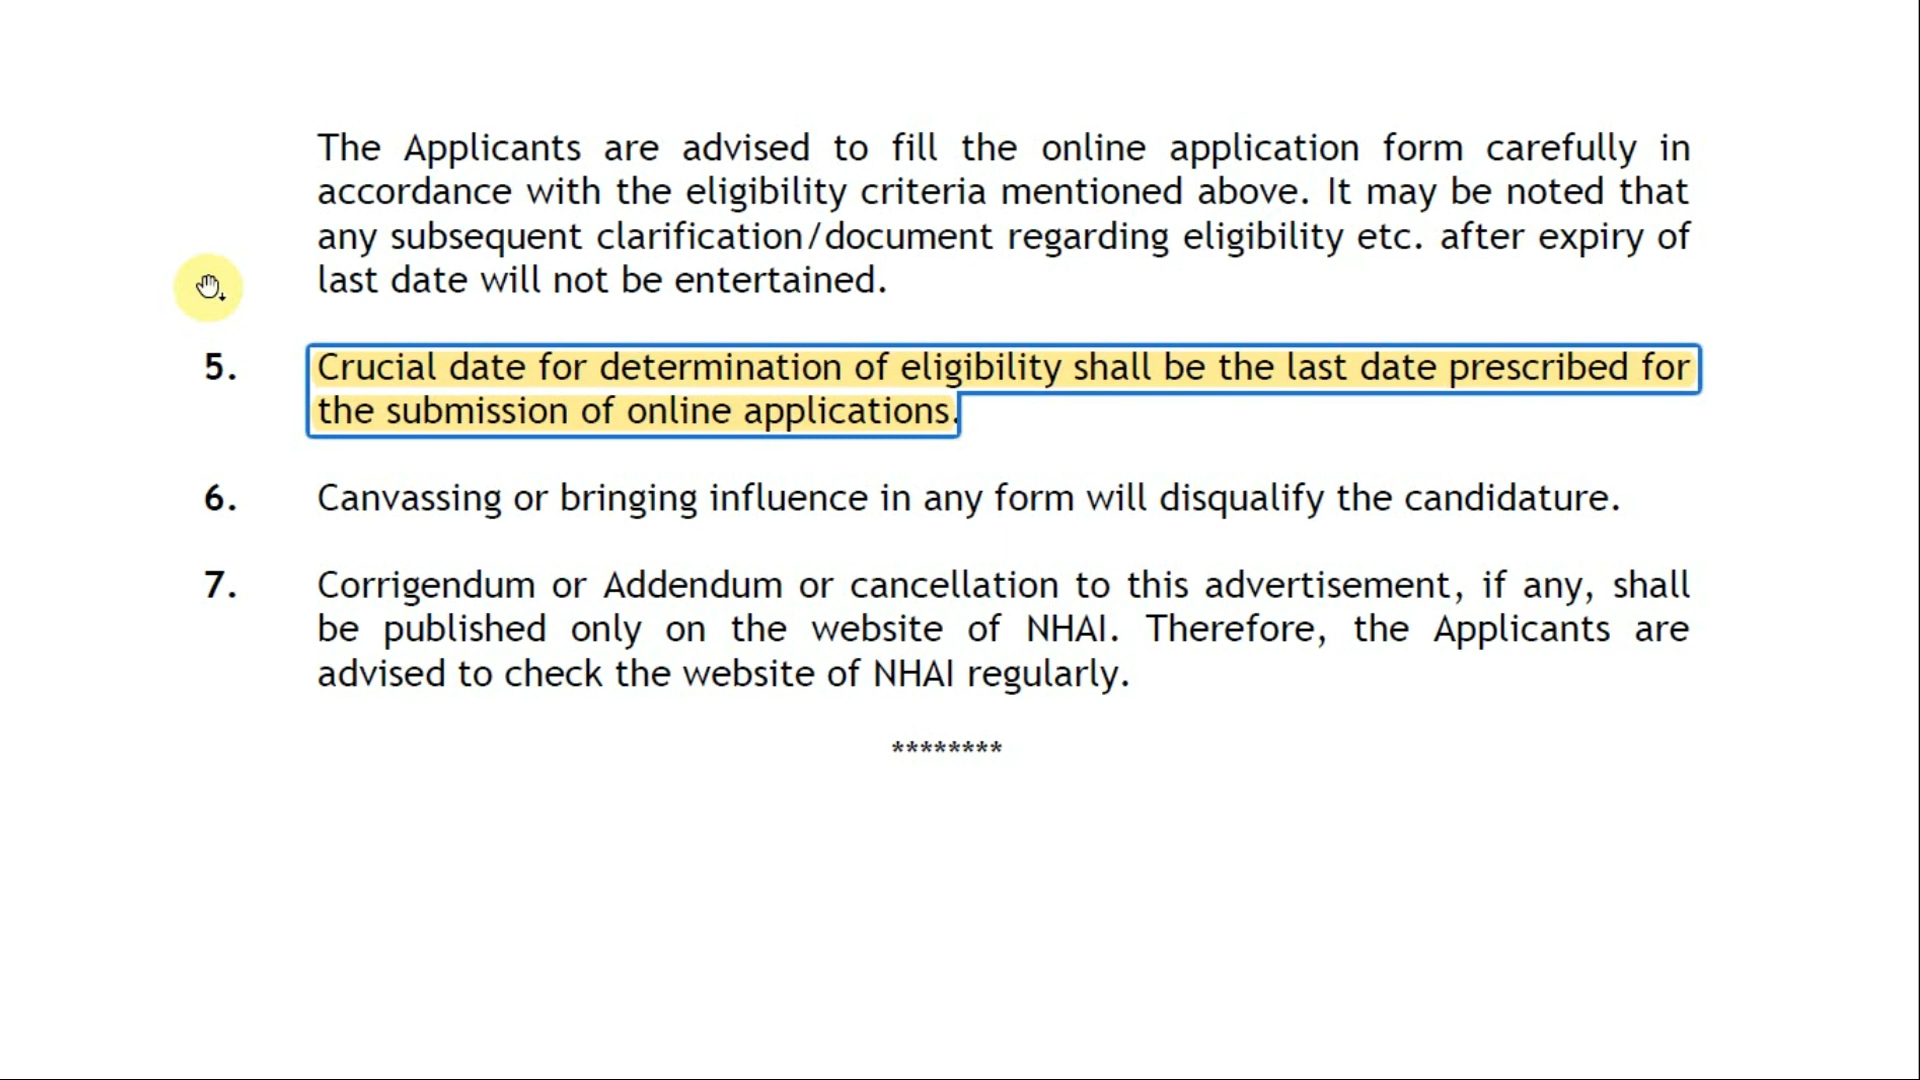 The Applicants are advised to fill the online application form carefully in
accordance with the eligibility criteria mentioned above. It may be noted that
any subsequent clarification/document regarding eligibility etc. after expiry of
last date will not be entertained.
5. Crucial date for determination of eligibility shall be the last date prescribed for
the submission of online applications.
6. Canvassing or bringing influence in any form will disqualify the candidature.
7. Corrigendum or Addendum or cancellation to this advertisement, if any, shall
be published only on the website of NHAI. Therefore, the Applicants are
advised to check the website of NHAI regularly.
********